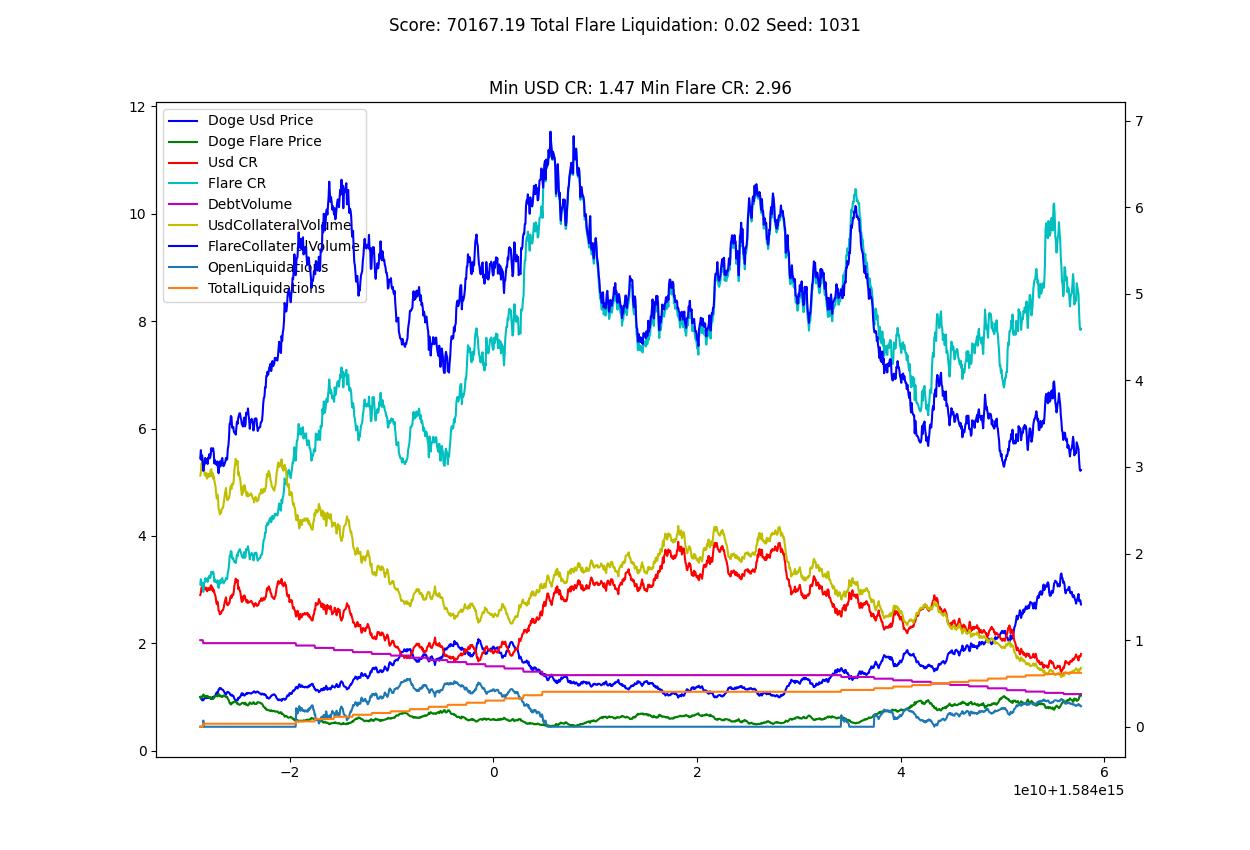 Score: 70167.19 Total Flare Liquidation: 0.02 Seed: 1031
Min USD CR: 1.47 Min Flare CR: 2.96
Doge Usd Price
Doge Flare Price
Usd CR
Flare CR
DebtVolume
UsdCollateralVolume
FlareCollateralVolume
OpenLiquidations
TotalLiquidations
12
10
8
6
4
2
0
7
6
5
4
3
2
1
0
−2
0
2
4
6
1e10+1.584e15